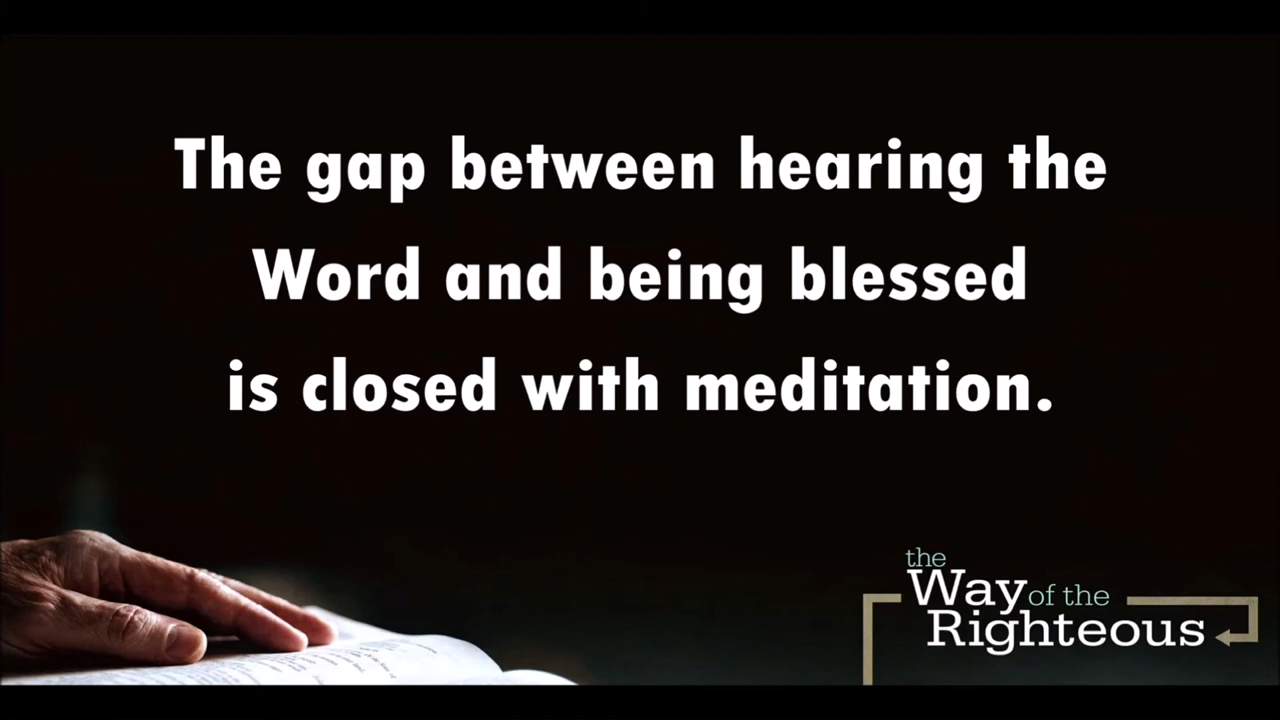 The gap between hearing the
Word and being blessed
is closed with meditation.
the
Way of the
Righteous